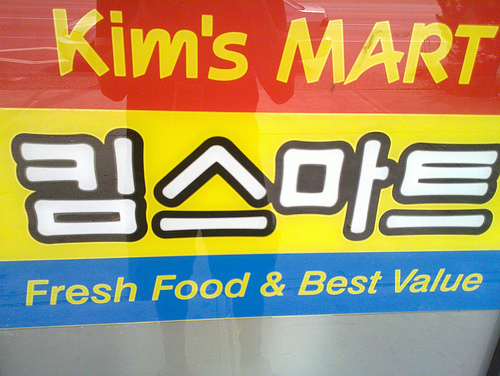 Kim's MART
킴스마트
Fresh Food & Best Value